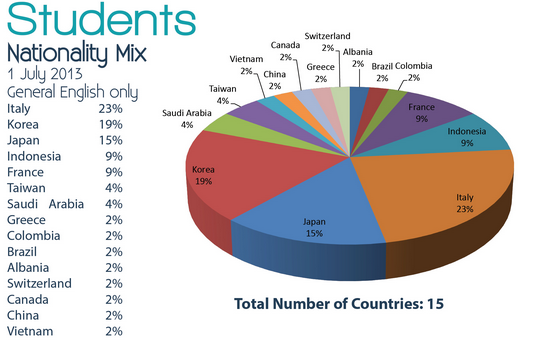 Students
Nationality Mix
1 July 2013
General English only
Italy 23%
Korea 19%
Japan 15%
Indonesia 9%
France 9%
Taiwan 4%
Saudi Arabia 4%
Greece 2%
Colombia 2%
Brazil 2%
Albania 2%
Switzerland 2%
Canada 2%
China 2%
Vietnam 2%
Switzerland
2%
Canada
2%
Albania
2%
Vietnam
2%
China
2%
Greece
2%
Brazil
2%
Colombia
2%
Taiwan
4%
Saudi Arabia
4%
France
9%
Indonesia
9%
Korea
19%
Italy
23%
Japan
15%
Total Number of Countries: 15